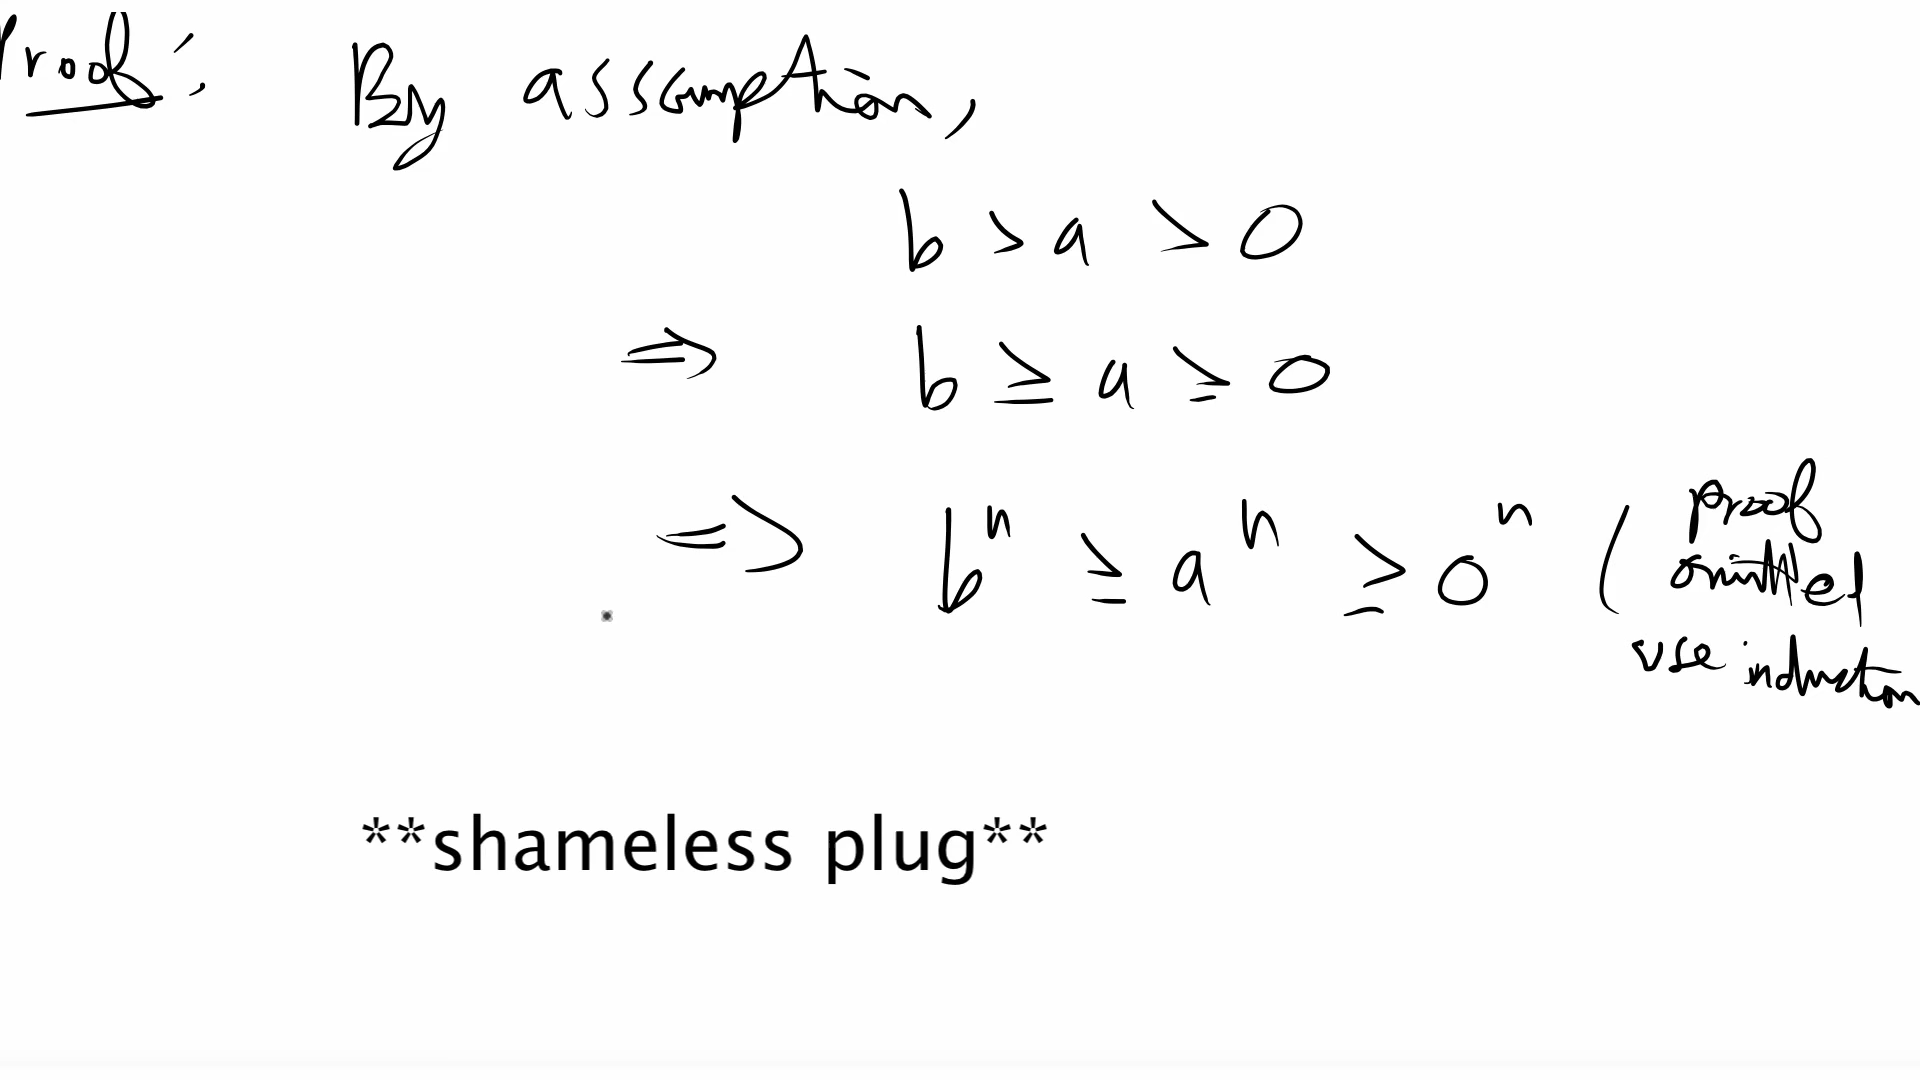 Proof: By assumption,
b > a > 0
⇒ b ≥ a ≥ 0
⇒ bⁿ ≥ aⁿ ≥ 0ⁿ (proof
omitted
use induction
**shameless plug**